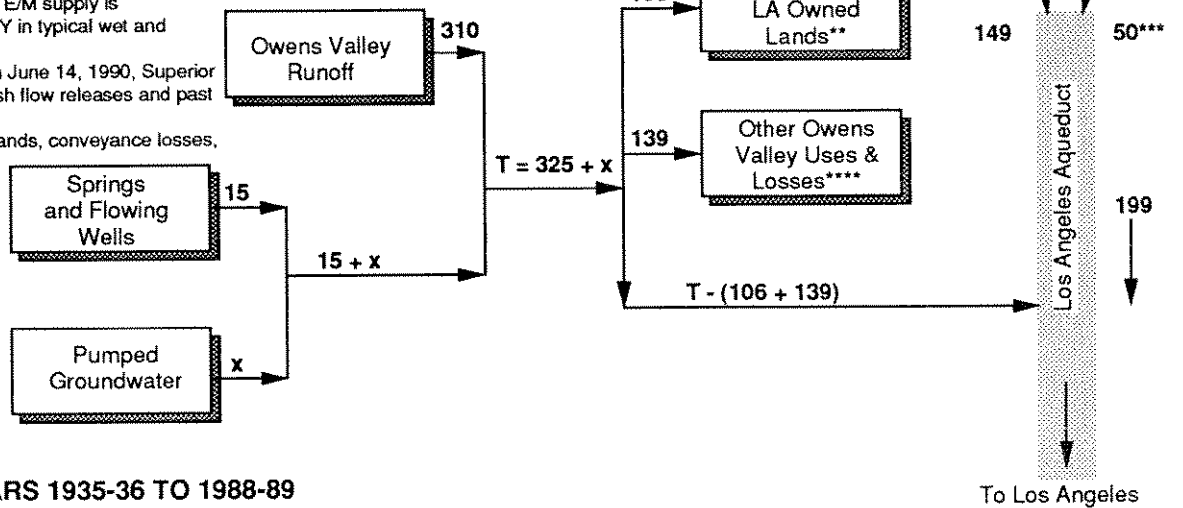 E/M supply is
Y in typical wet and
June 14, 1990, Superior
sh flow releases and past
ands, conveyance losses,
Owens Valley
Runoff
310
Springs
and Flowing
Wells
15
15 + x
Pumped
Groundwater
x
T = 325 + x
LA Owned
Lands**
139
Other Owens
Valley Uses &
Losses****
T - (106 + 139)
149
50***
Los Angeles Aqueduct
199
To Los Angeles
ARS 1935-36 TO 1988-89